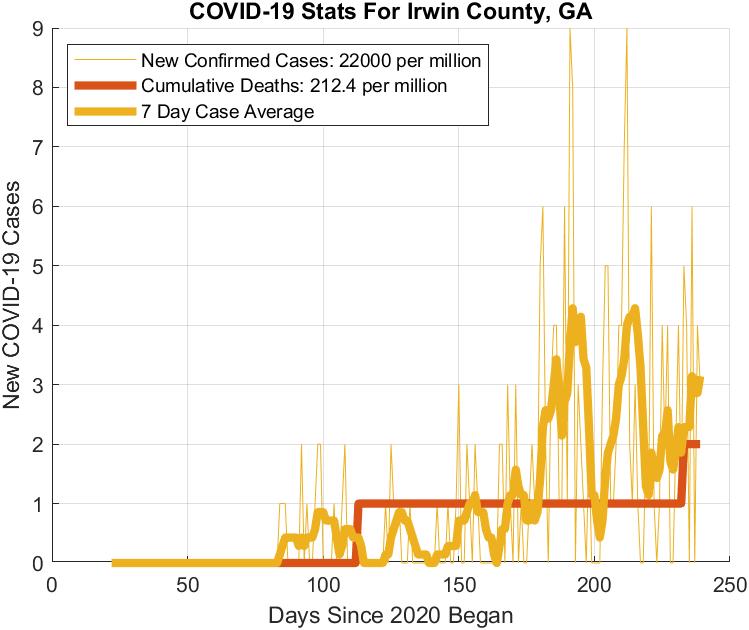 COVID-19 Stats For Irwin County, GA
New Confirmed Cases: 22000 per million
Cumulative Deaths: 212.4 per million
7 Day Case Average
New COVID-19 Cases
9
8
7
6
5
4
3
2
1
0
0 50 100 150 200 250
Days Since 2020 Began